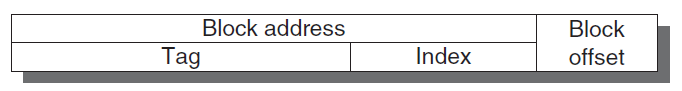 Block address
Tag
Index
Block
offset